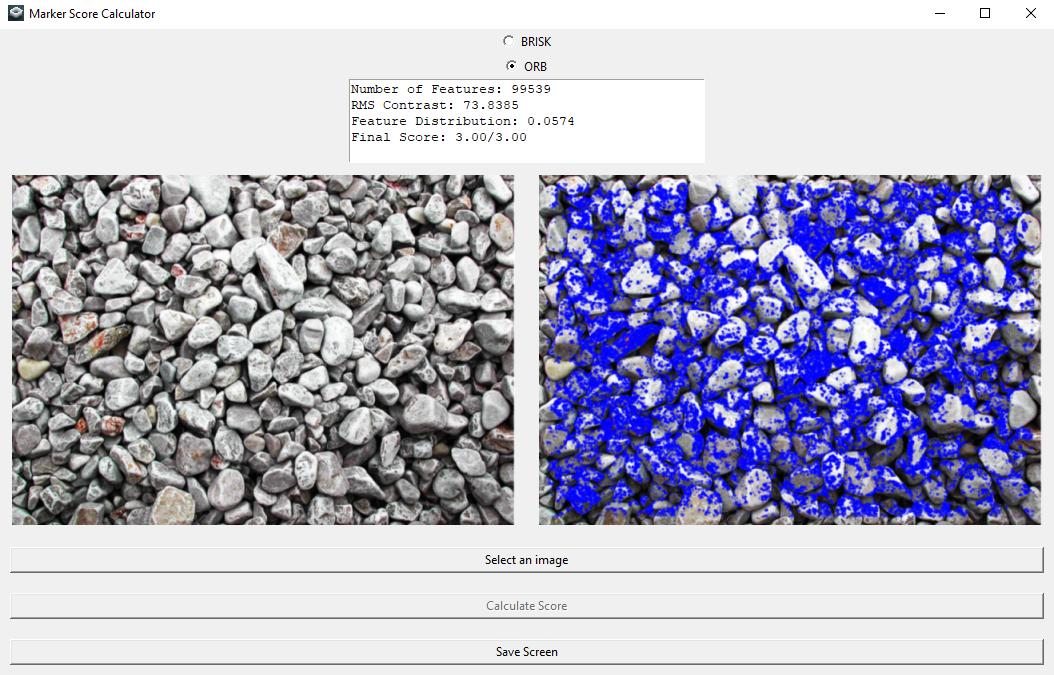 Marker Score Calculator
BRISK
ORB
Number of Features: 99539
RMS Contrast: 73.8385
Feature Distribution: 0.0574
Final Score: 3.00/3.00
Select an image
Calculate Score
Save Screen